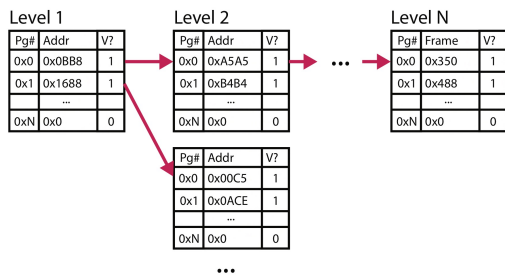 Level 1
Level 2
Level N
Pg# Addr V?
0x0 0x0BB8 1
0x1 0x1688 1
...
0xN 0x0 0
Pg# Addr V?
0x0 0xA5A5 1
0x1 0xB4B4 1
...
0xN 0x0 0
...
Pg# Frame V?
0x0 0x350 1
0x1 0x488 1
...
0xN 0x0 0
Pg# Addr V?
0x0 0x00C5 1
0x1 0x0ACE 1
...
0xN 0x0 0
...